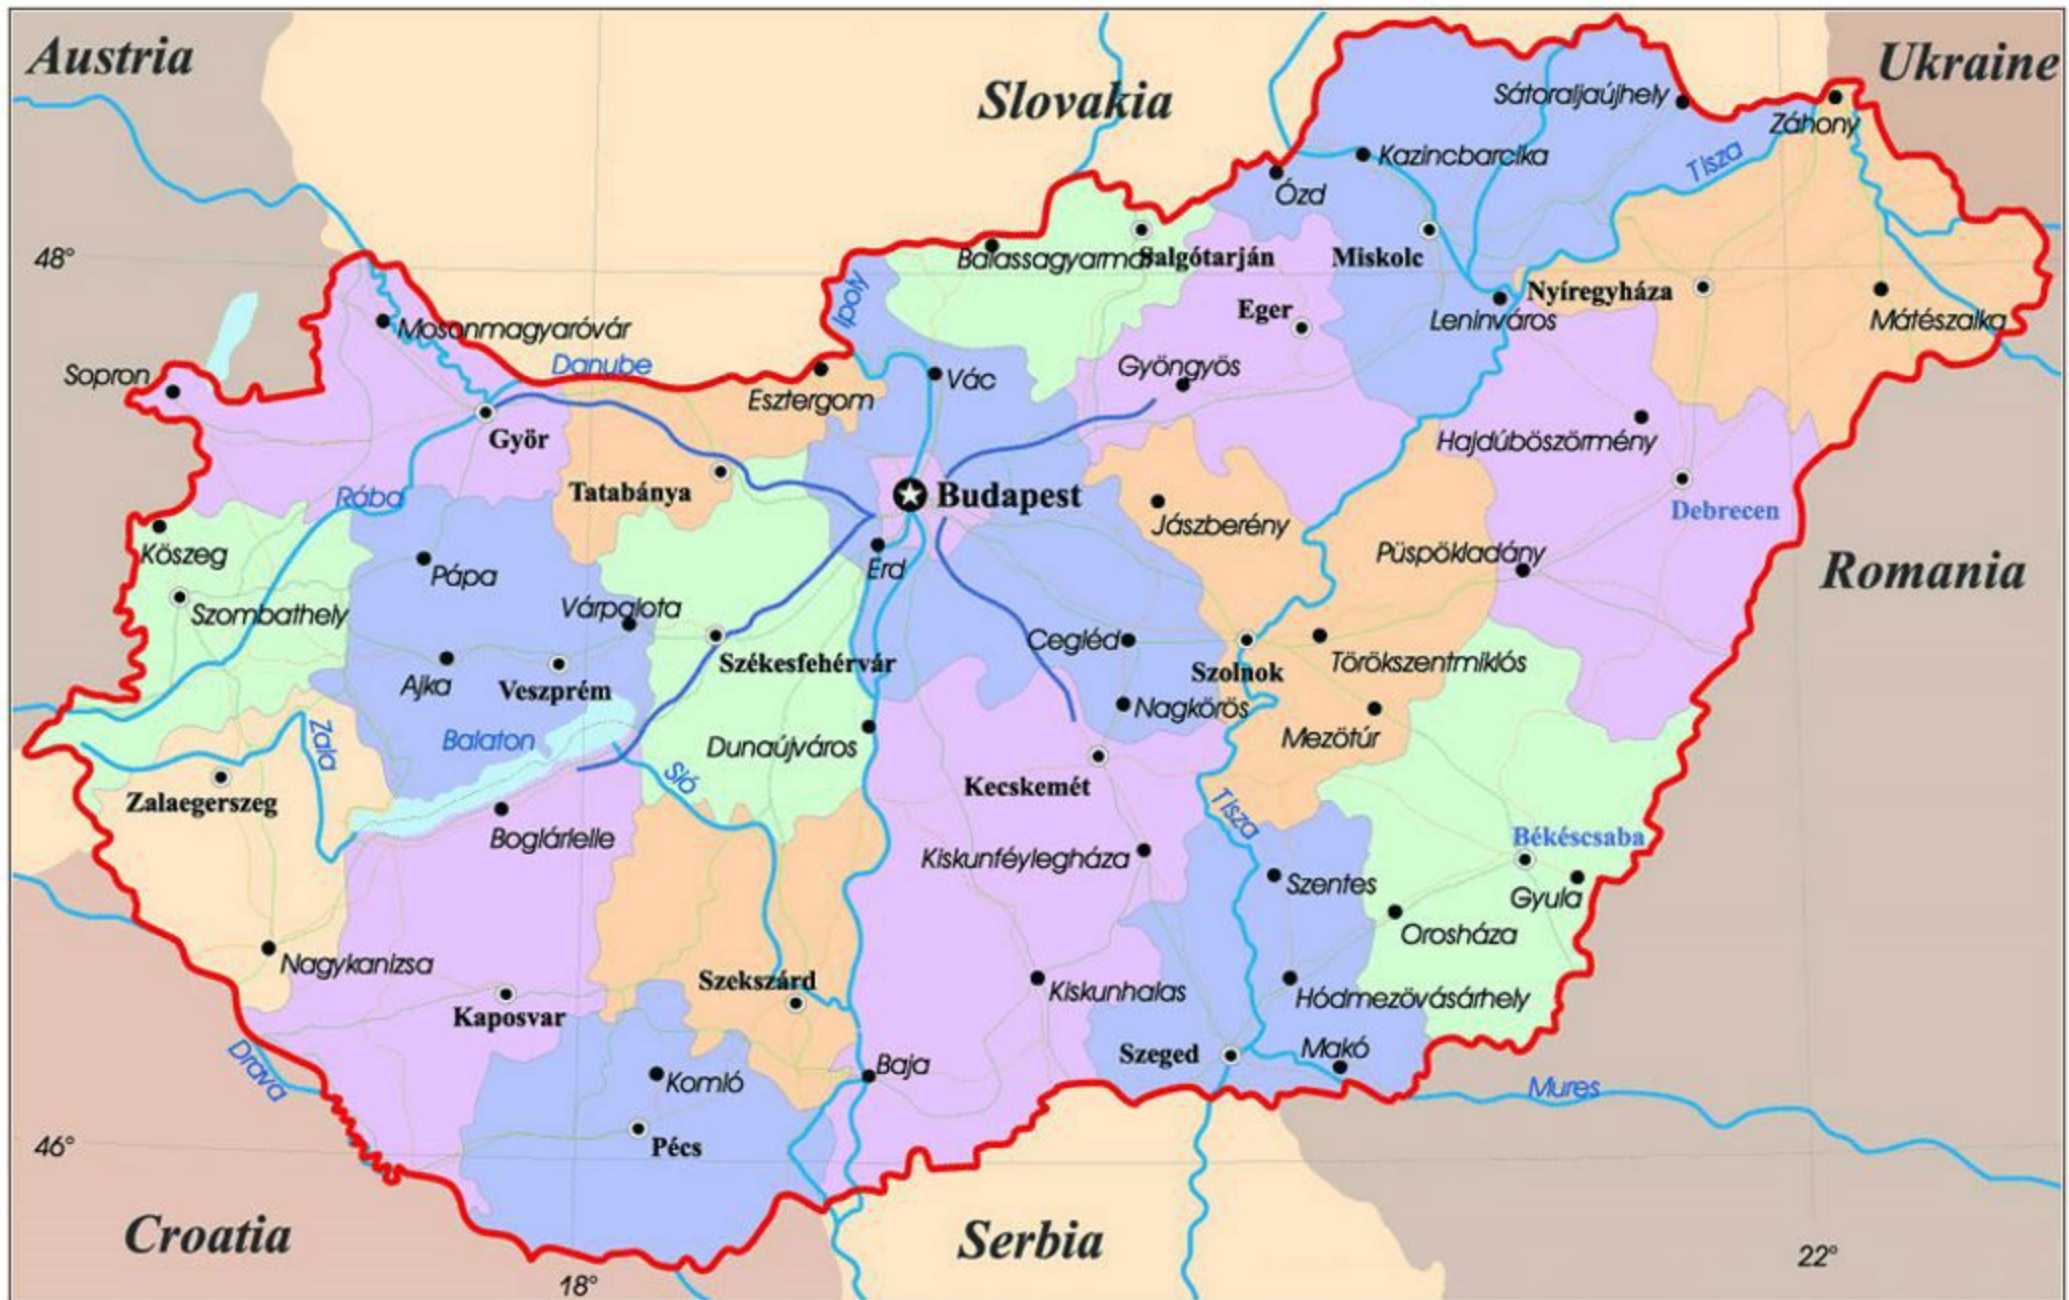 Austria
Ukraine
Slovakia
Sátoraljaújhely
Záhony
Kazincbarcika
Tisza
Ózd
48°
Balassagyarmat
Salgótarján
Miskolc
Ipoly
Nyíregyháza
Eger
Leninváros
Mátészalka
Mosonmagyaróvár
Danube
Gyöngyös
Sopron
Vác
Esztergom
Györ
Hajdúböszörmény
Tatabánya
Rába
Budapest
Debrecen
Jászberény
Köszeg
Püspökladány
Érd
Pápa
Romania
Szombathely
Várpalota
Cegléd
Székesfehérvár
Szolnok
Törökszentmiklós
Ajka
Veszprém
Nagkörös
Zala
Balaton
Dunaújváros
Mezötúr
Sló
Kecskemét
Zalaegerszeg
Tisza
Boglárlelle
Békéscsaba
Kiskunféylegháza
Szentes
Gyula
Orosháza
Nagykanizsa
Szekszárd
Kiskunhalas
Hódmezövásárhely
Kaposvar
Szeged
Makó
Drava
Baja
Komló
Mures
46°
Pécs
Croatia
Serbia
22°
18°